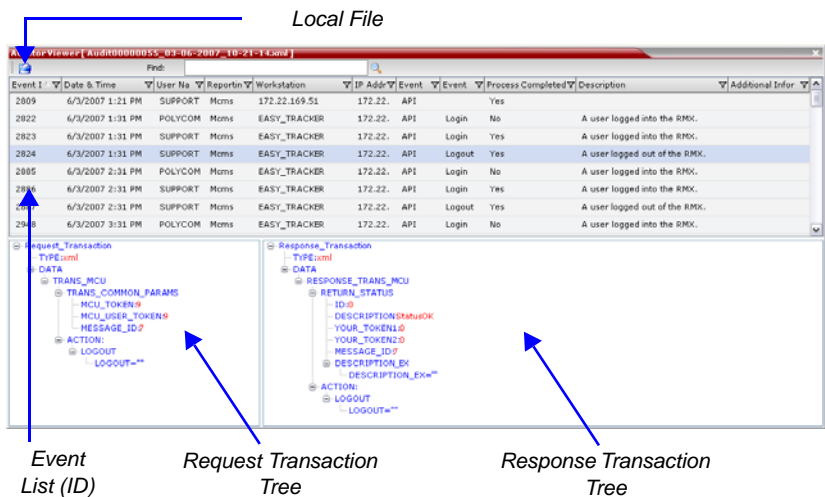 Local File
AuditorViewer [ Audit0000055_03-06-2007_10-21-14.xml ]
Find:
Event I Date & Time User Na Reportin Workstation IP Addr Event Event Process Completed Description Additional Infor
2809 6/3/2007 1:21 PM SUPPORT Mcms 172.22.169.51 172.22. API Yes
2822 6/3/2007 1:31 PM POLYCOM Mcms EASY_TRACKER 172.22. API Login No A user logged into the RMX.
2823 6/3/2007 1:31 PM SUPPORT Mcms EASY_TRACKER 172.22. API Login Yes A user logged into the RMX.
2824 6/3/2007 1:31 PM SUPPORT Mcms EASY_TRACKER 172.22. API Logout Yes A user logged out of the RMX.
2885 6/3/2007 2:31 PM POLYCOM Mcms EASY_TRACKER 172.22. API Login No A user logged into the RMX.
2886 6/3/2007 2:31 PM SUPPORT Mcms EASY_TRACKER 172.22. API Login Yes A user logged into the RMX.
2887 6/3/2007 2:31 PM SUPPORT Mcms EASY_TRACKER 172.22. API Logout Yes A user logged out of the RMX.
2948 6/3/2007 3:31 PM POLYCOM Mcms EASY_TRACKER 172.22. API Login No A user logged into the RMX.
Request_Transaction
TYPE:xml
DATA
TRANS_MCU
TRANS_COMMON_PARAMS
MCU_TOKEN:9
MCU_USER_TOKEN:9
MESSAGE_ID:7
ACTION:
LOGOUT
LOGOUT=""
Response_Transaction
TYPE:xml
DATA
RESPONSE_TRANS_MCU
RETURN_STATUS
ID:0
DESCRIPTION:StatusOK
YOUR_TOKEN1:0
YOUR_TOKEN2:0
MESSAGE_ID:7
DESCRIPTION_EX
DESCRIPTION_EX=""
ACTION:
LOGOUT
LOGOUT=""
Event
List (ID)
Request Transaction
Tree
Response Transaction
Tree